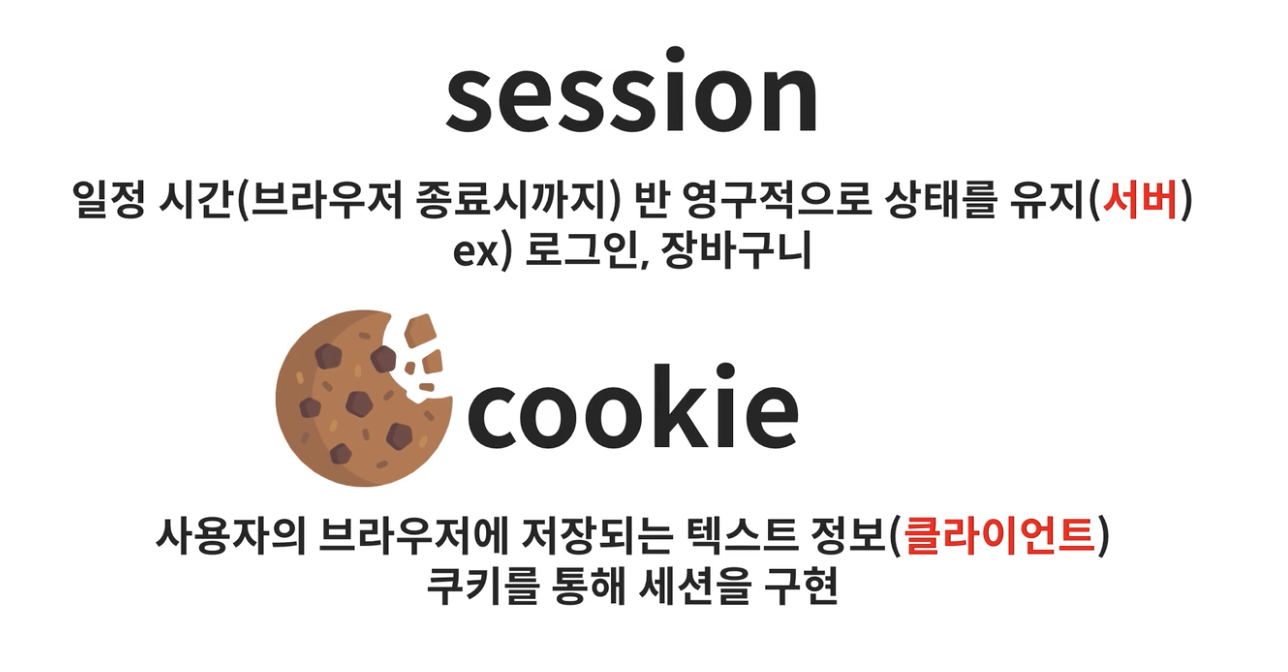 session
일정 시간(브라우저 종료시까지) 반 영구적으로 상태를 유지(서버)
ex) 로그인, 장바구니
cookie
사용자의 브라우저에 저장되는 텍스트 정보(클라이언트)
쿠키를 통해 세션을 구현